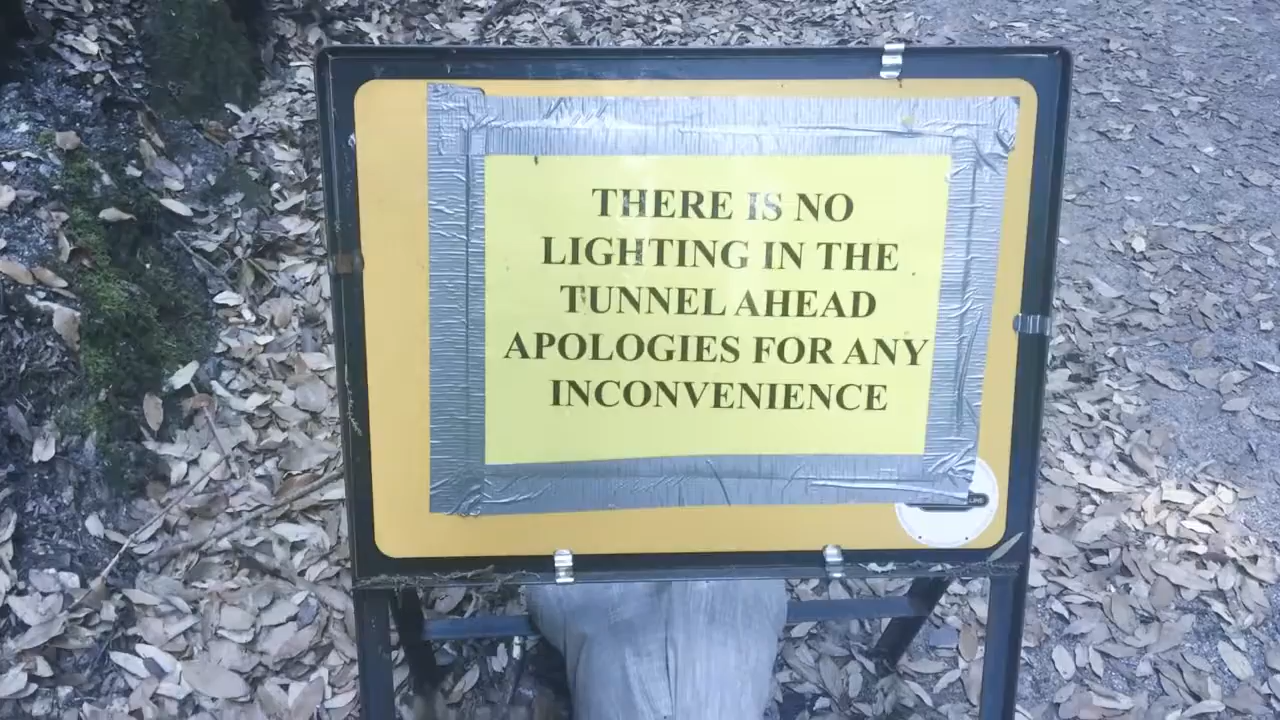 THERE IS NO
LIGHTING IN THE
TUNNEL AHEAD
APOLOGIES FOR ANY
INCONVENIENCE